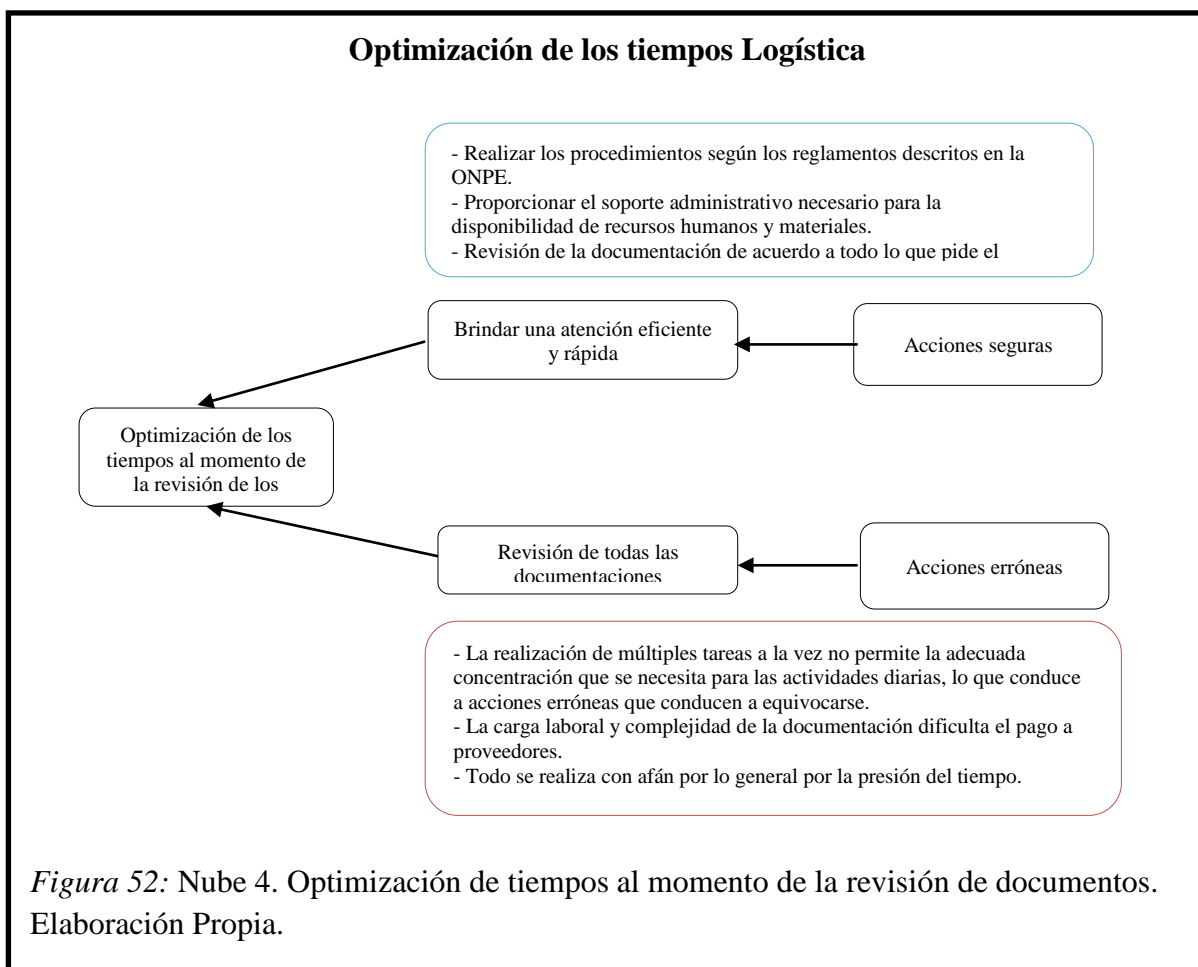 Optimización de los tiempos Logística
- Realizar los procedimientos según los reglamentos descritos en la
ONPE.
- Proporcionar el soporte administrativo necesario para la
disponibilidad de recursos humanos y materiales.
- Revisión de la documentación de acuerdo a todo lo que pide el
Brindar una atención eficiente
y rápida
Acciones seguras
Optimización de los
tiempos al momento de
la revisión de los
Revisión de todas las
documentaciones
Acciones erróneas
- La realización de múltiples tareas a la vez no permite la adecuada
concentración que se necesita para las actividades diarias, lo que conduce
a acciones erróneas que conducen a equivocarse.
- La carga laboral y complejidad de la documentación dificulta el pago a
proveedores.
- Todo se realiza con afán por lo general por la presión del tiempo.
Figura 52: Nube 4. Optimización de tiempos al momento de la revisión de documentos.
Elaboración Propia.